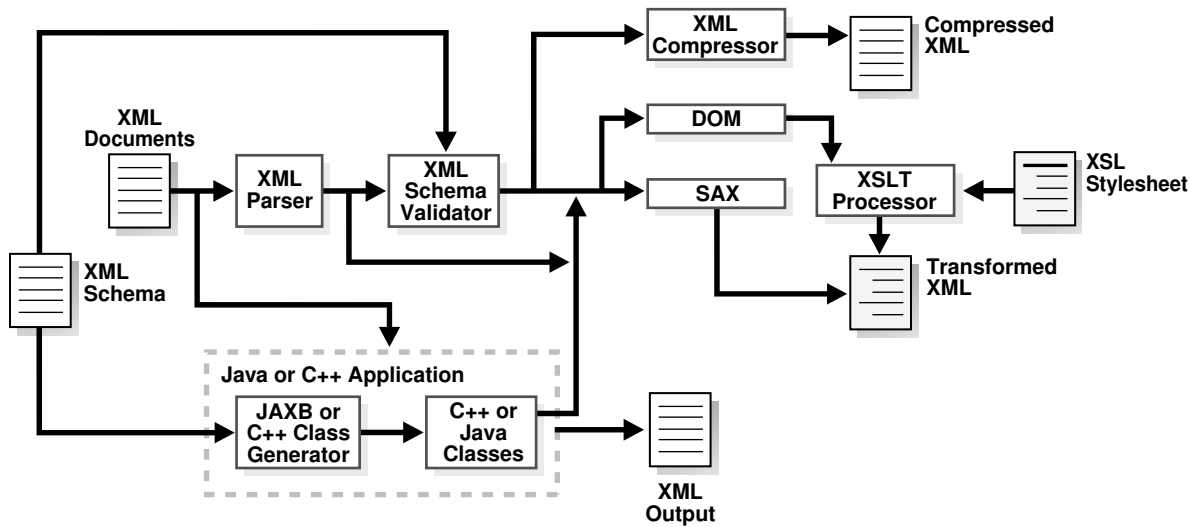 XML
Compressor
Compressed
XML
XML
Documents
DOM
XML
Parser
XML
Schema
Validator
SAX
XSLT
Processor
XSL
Stylesheet
XML
Schema
Transformed
XML
Java or C++ Application
JAXB or
C++ Class
Generator
C++ or
Java
Classes
XML
Output